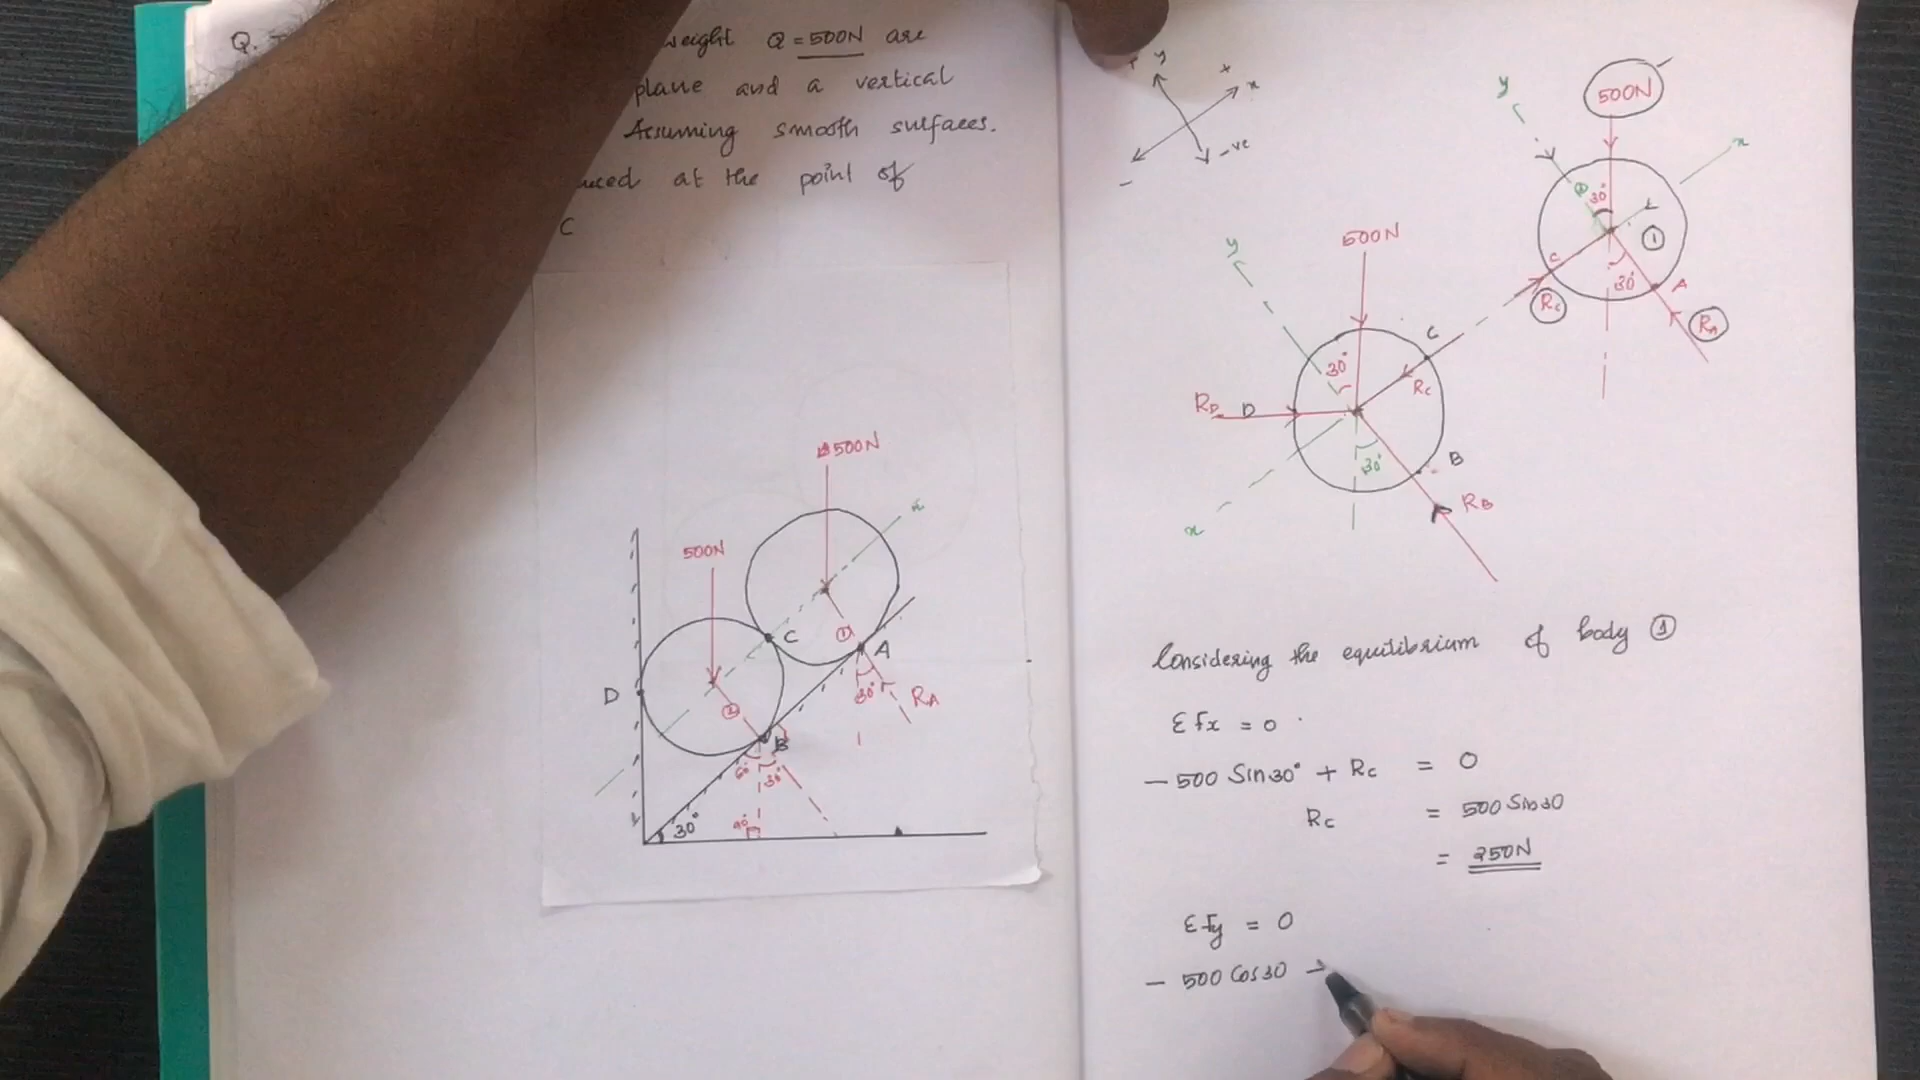 Q.
weight Q = 500N are
plane and a vertical
Assuming smooth surfaces.
at the point of
C
500N
500N
x
C
1
A
30°
RA
D
2
B
60°
30°
90°
30°
+ y
+
x
-ve
-
y
500N
x
30°
1
C
Rc
30°
A
RA
y
500N
30°
C
Rc
RD D
30°
B
RB
x
Considering the equilibrium of body 1
ΣFx = 0
- 500 Sin30° + Rc = 0
Rc = 500 Sin30
= 250N
ΣFy = 0
- 500 Cos30